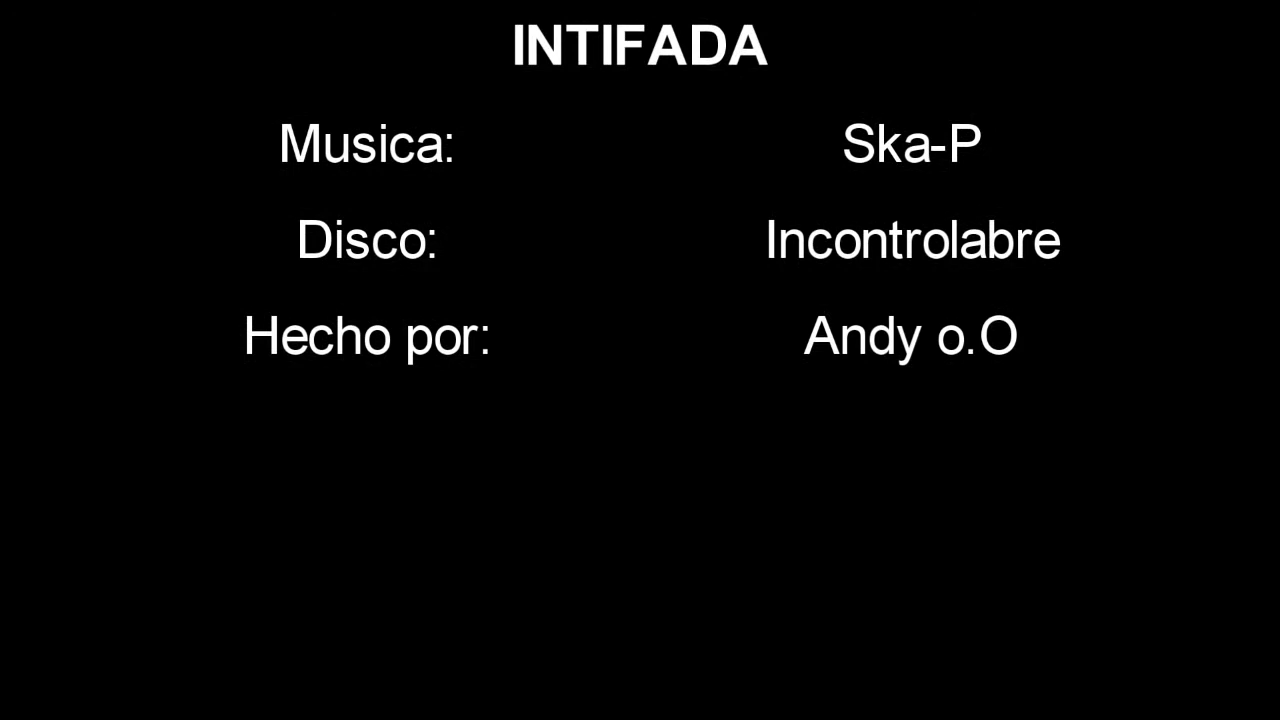 INTIFADA
Musica: Ska-P
Disco: Incontrolabre
Hecho por: Andy o.O